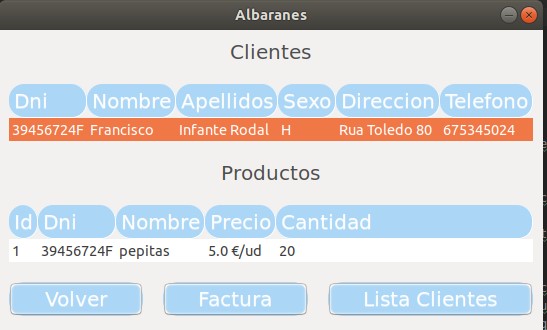 Albaranes
Clientes
Dni Nombre Apellidos Sexo Direccion Telefono
39456724F Francisco Infante Rodal H Rua Toledo 80 675345024
Productos
Id Dni Nombre Precio Cantidad
1 39456724F pepitas 5.0 €/ud 20
Volver Factura Lista Clientes